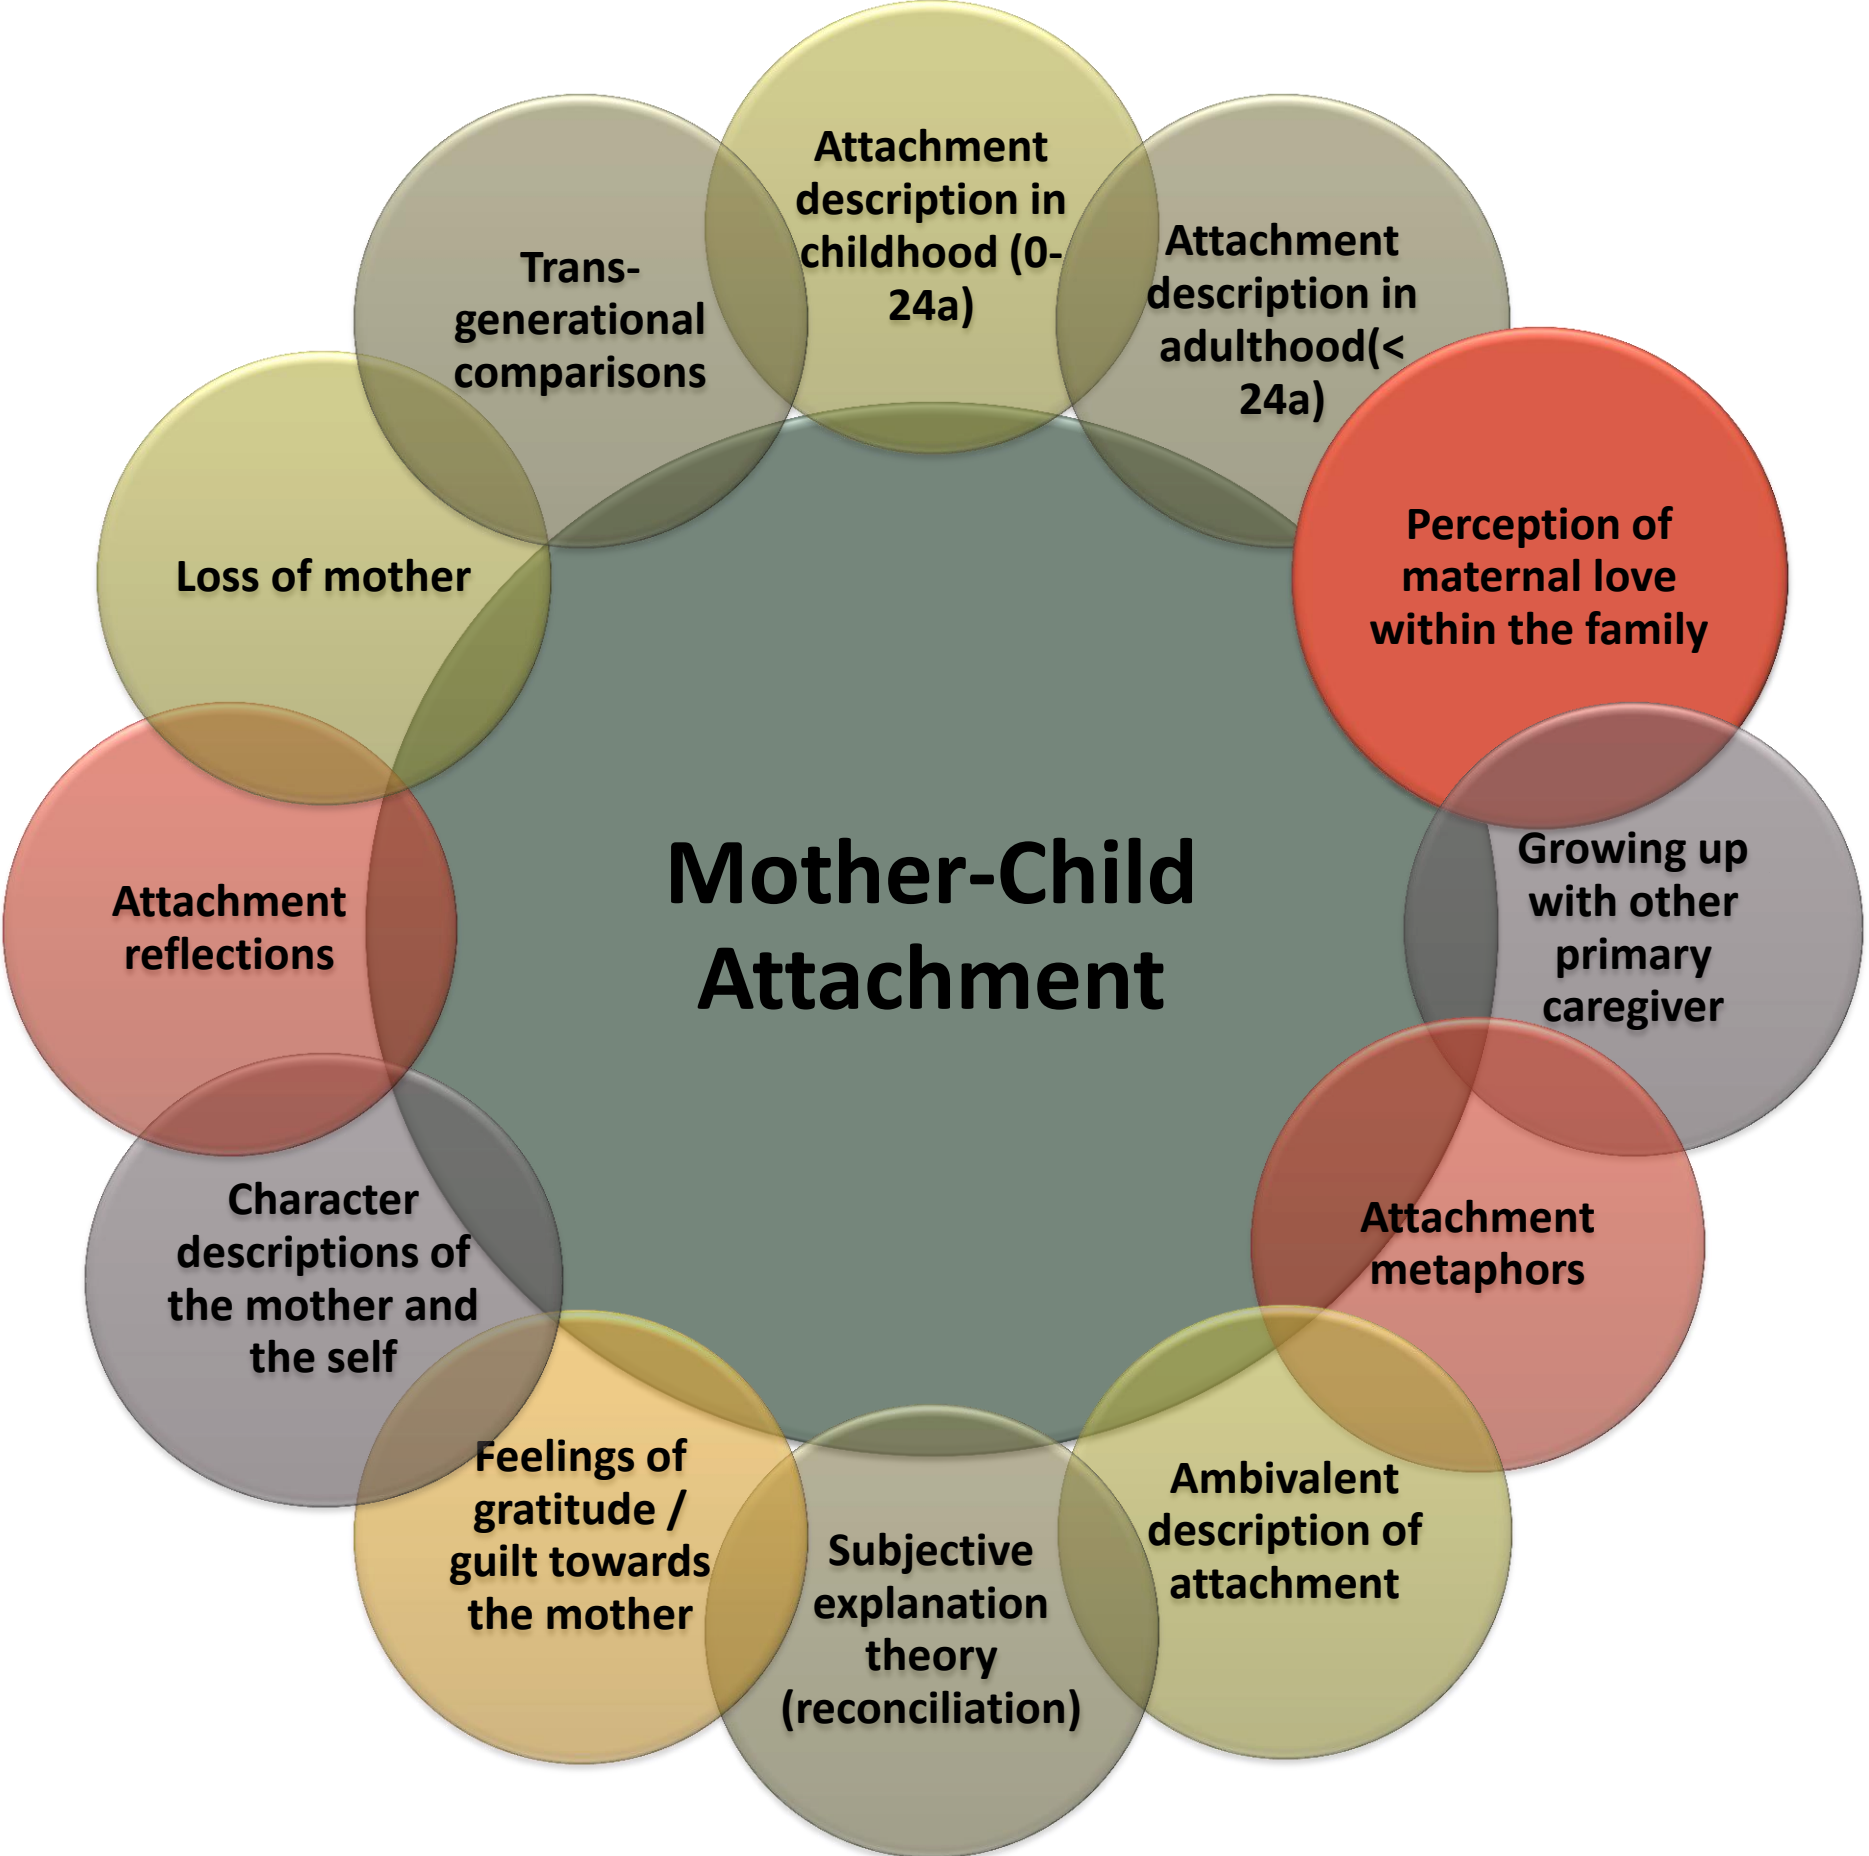 Attachment
description in
childhood (0-
24a)
Attachment
description in
adulthood(<
24a)
Perception of
maternal love
within the family
Growing up
with other
primary
caregiver
Attachment
metaphors
Ambivalent
description of
attachment
Subjective
explanation
theory
(reconciliation)
Feelings of
gratitude /
guilt towards
the mother
Character
descriptions of
the mother and
the self
Attachment
reflections
Loss of mother
Trans-
generational
comparisons
Mother-Child
Attachment